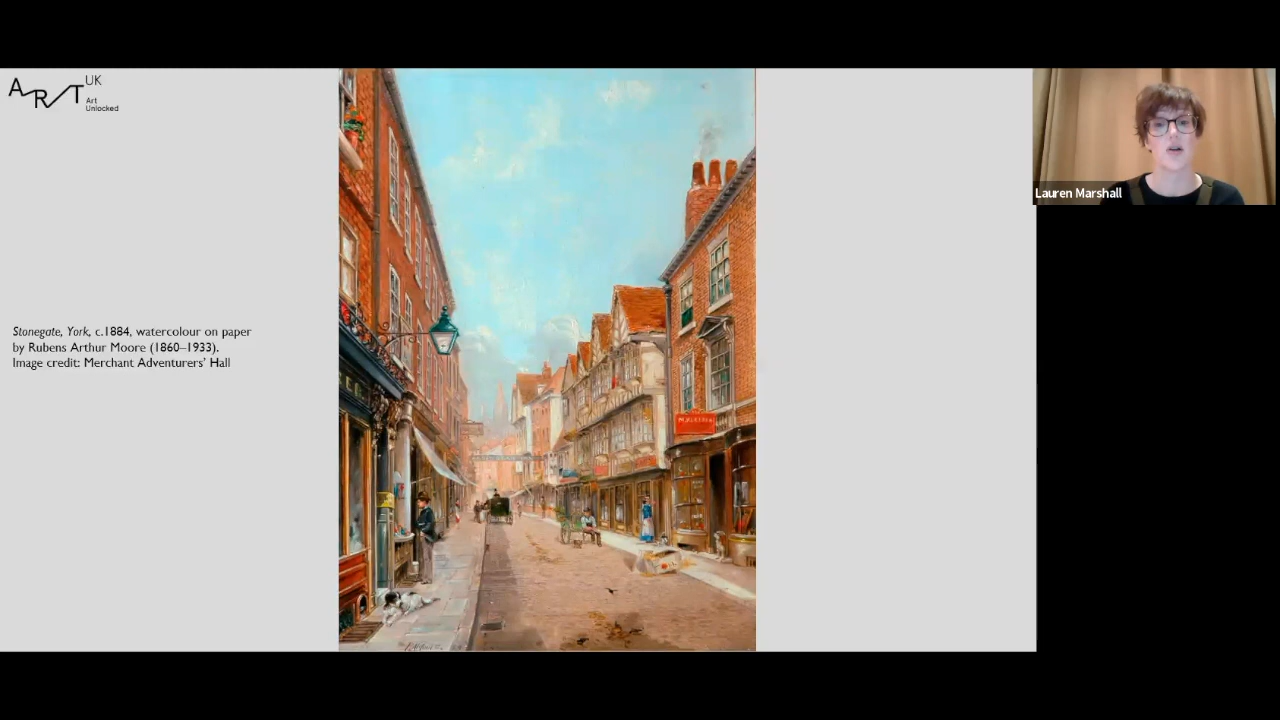 ART UK
Art
Unlocked
Stonegate, York, c.1884, watercolour on paper
by Rubens Arthur Moore (1860–1933).
Image credit: Merchant Adventurers' Hall
Lauren Marshall